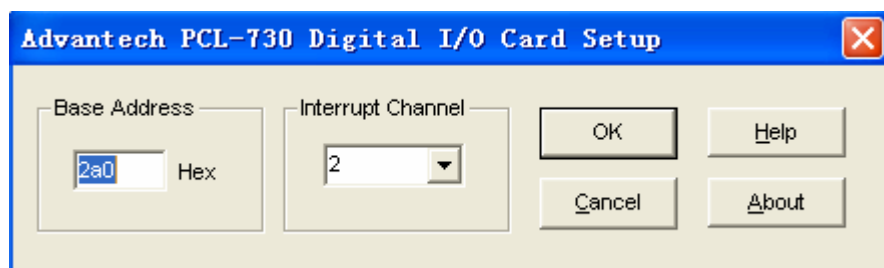 Advantech PCL-730 Digital I/O Card Setup
Base Address
2a0 Hex
Interrupt Channel
2
OK
Help
Cancel
About